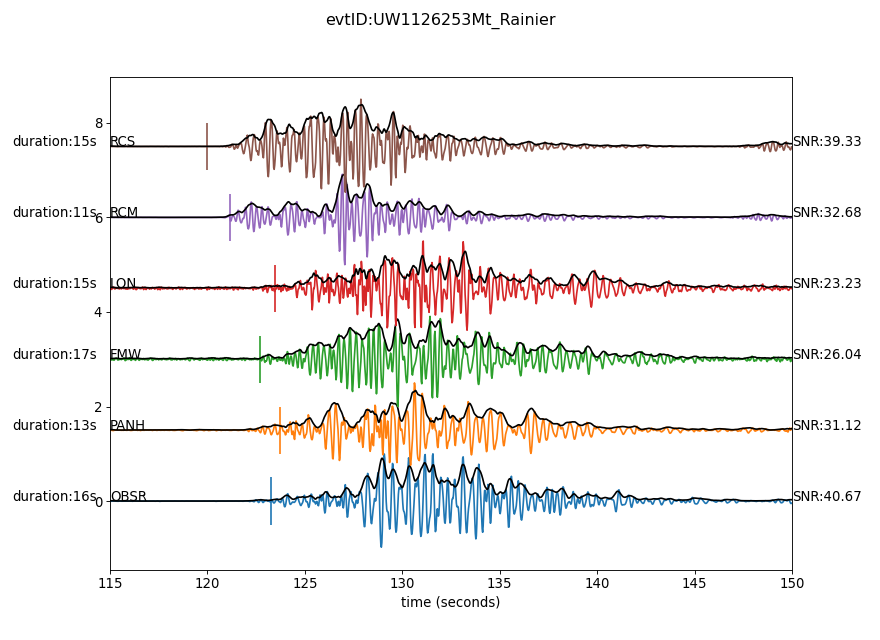 evtID:UW1126253Mt_Rainier
8
duration:15s RCS SNR:39.33
duration:11s RCM SNR:32.68
6
duration:15s LON SNR:23.23
4
duration:17s FMW SNR:26.04
2
duration:13s PANH SNR:31.12
duration:16s OBSR SNR:40.67
0
115 120 125 130 135 140 145 150
time (seconds)